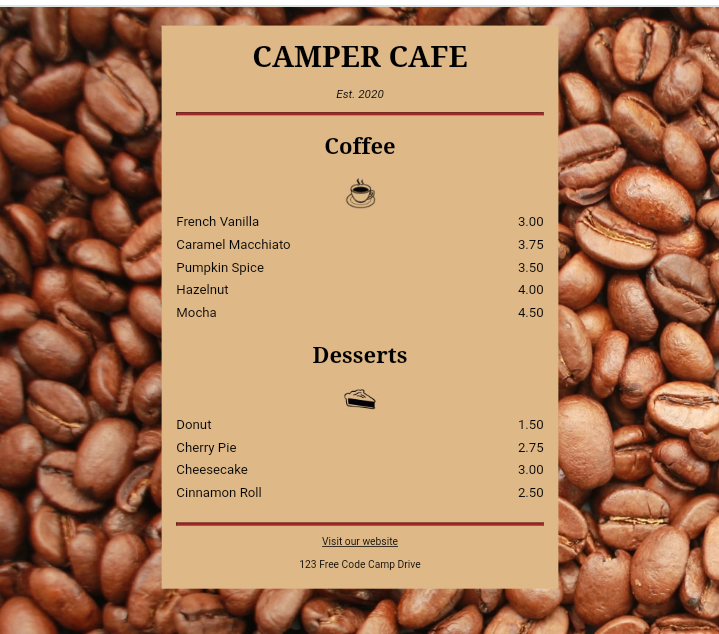 CAMPER CAFE
Est. 2020
Coffee
French Vanilla 3.00
Caramel Macchiato 3.75
Pumpkin Spice 3.50
Hazelnut 4.00
Mocha 4.50
Desserts
Donut 1.50
Cherry Pie 2.75
Cheesecake 3.00
Cinnamon Roll 2.50
Visit our website
123 Free Code Camp Drive